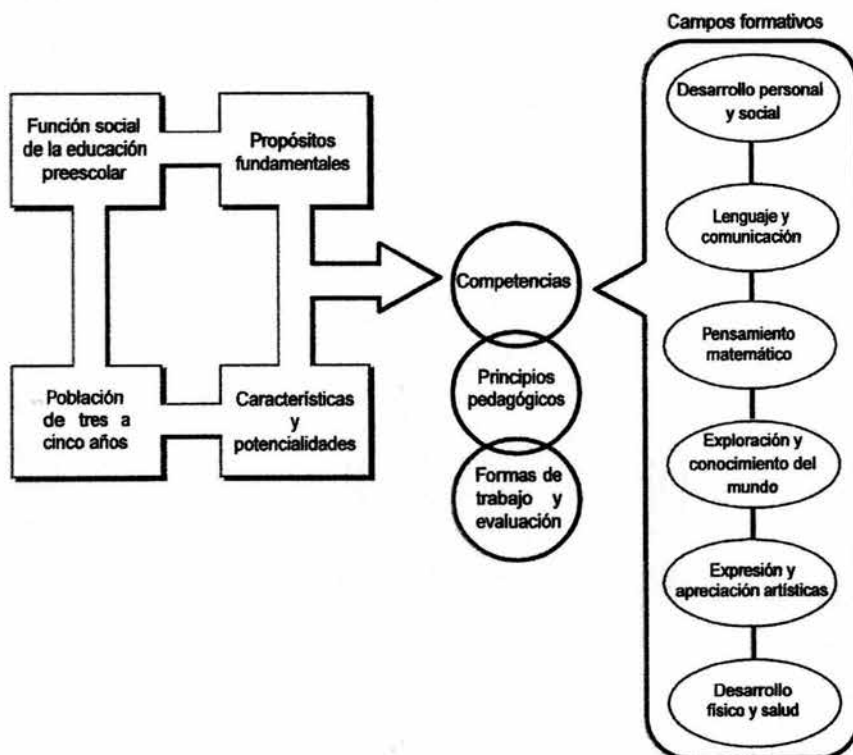 Campos formativos
Función social
de la educación
preescolar
Propósitos
fundamentales
Población
de tres a
cinco años
Características
y
potencialidades
Competencias
Principios
pedagógicos
Formas de
trabajo y
evaluación
Desarrollo personal
y social
Lenguaje y
comunicación
Pensamiento
matemático
Exploración y
conocimiento del
mundo
Expresión y
apreciación artísticas
Desarrollo
físico y salud